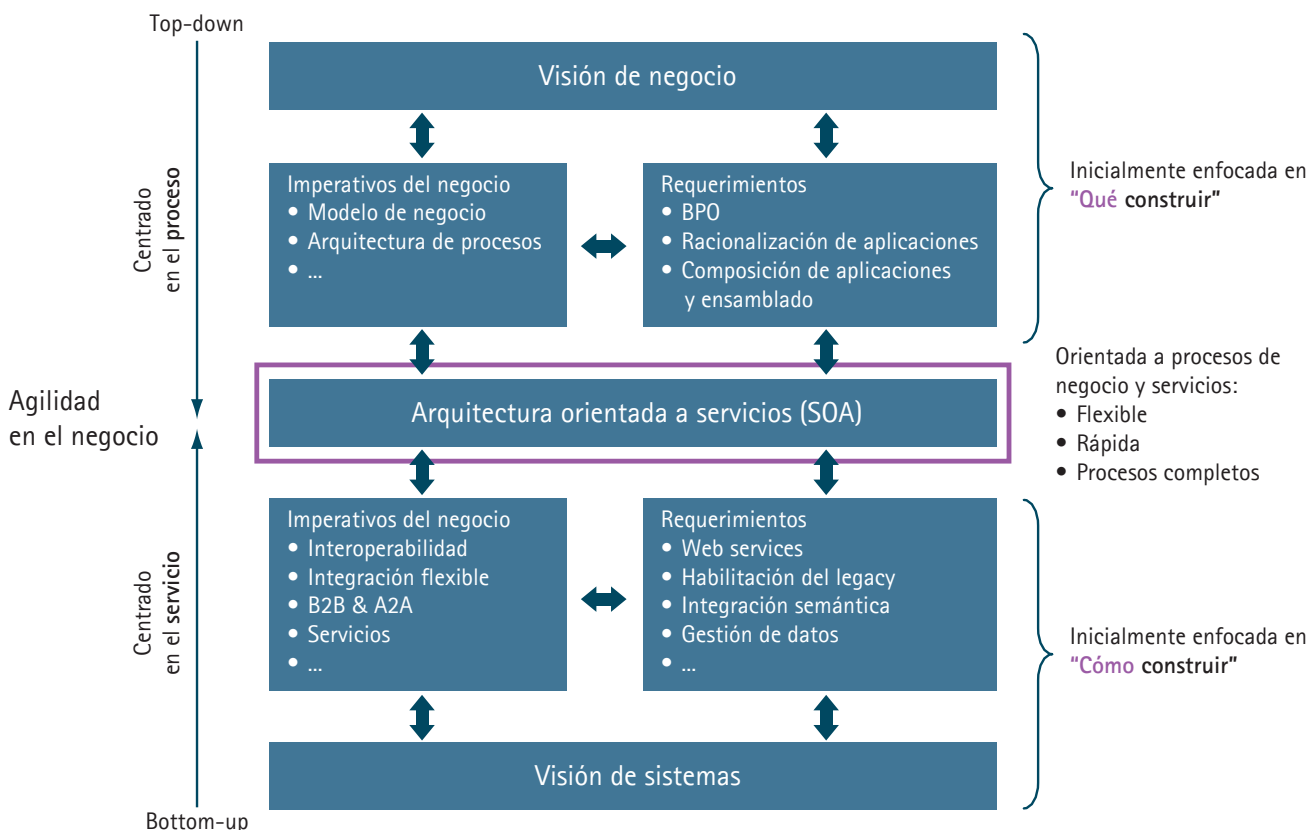 Top-down
Visión de negocio
Centrado
en el proceso
Imperativos del negocio
• Modelo de negocio
• Arquitectura de procesos
• ...
Requerimientos
• BPO
• Racionalización de aplicaciones
• Composición de aplicaciones
y ensamblado
Inicialmente enfocada en
"Qué construir"
Agilidad
en el negocio
Arquitectura orientada a servicios (SOA)
Orientada a procesos de
negocio y servicios:
• Flexible
• Rápida
• Procesos completos
Centrado
en el servicio
Imperativos del negocio
• Interoperabilidad
• Integración flexible
• B2B & A2A
• Servicios
• ...
Requerimientos
• Web services
• Habilitación del legacy
• Integración semántica
• Gestión de datos
• ...
Inicialmente enfocada en
"Cómo construir"
Visión de sistemas
Bottom-up